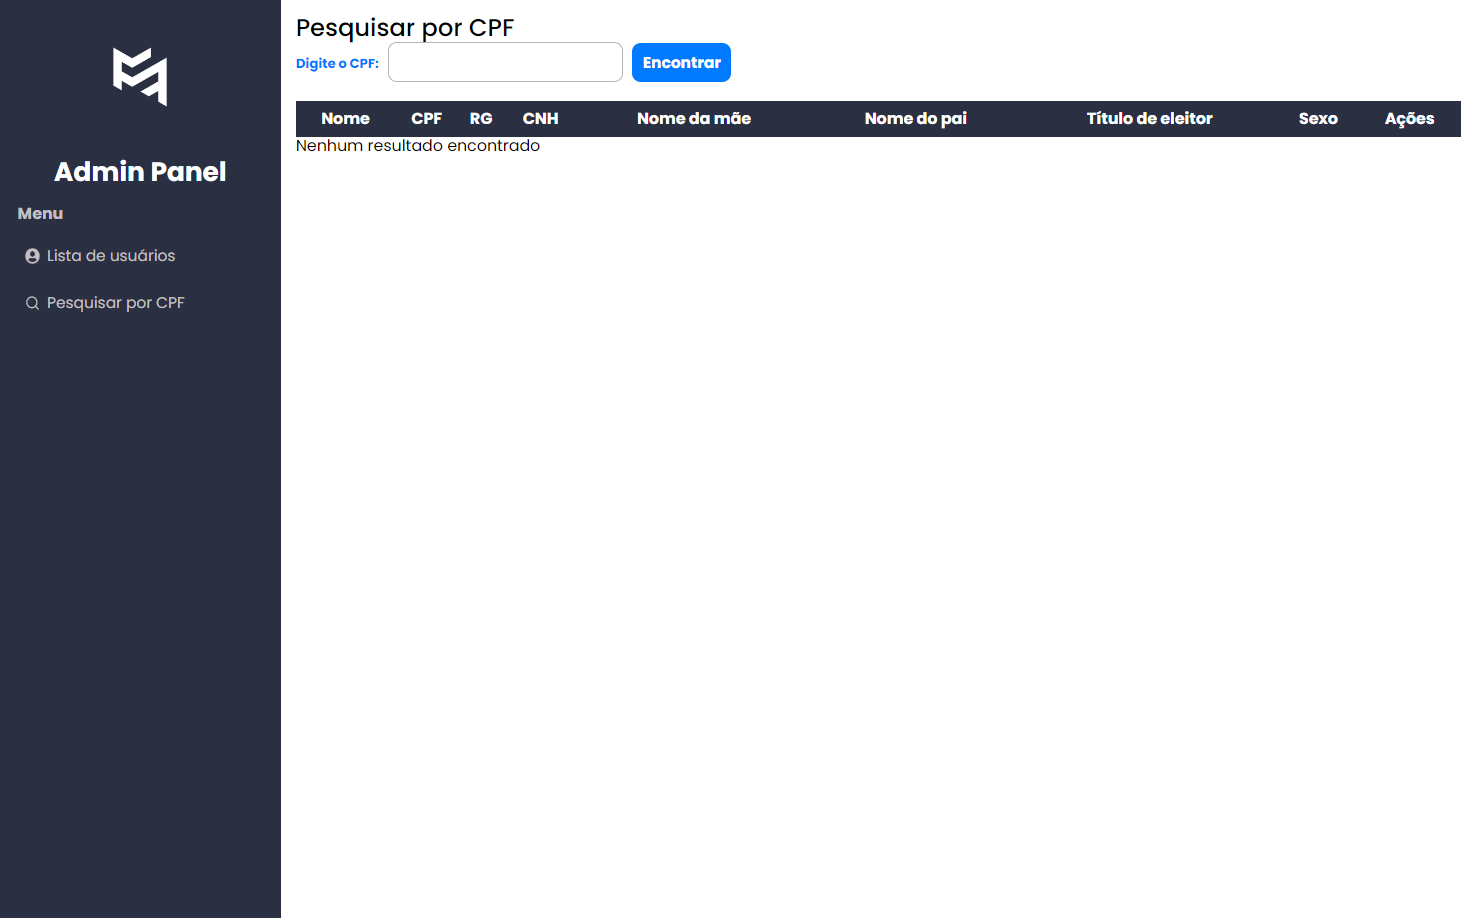 Admin Panel
Menu
Lista de usuários
Pesquisar por CPF
Pesquisar por CPF
Digite o CPF: Encontrar
Nome CPF RG CNH Nome da mãe Nome do pai Título de eleitor Sexo Ações
Nenhum resultado encontrado